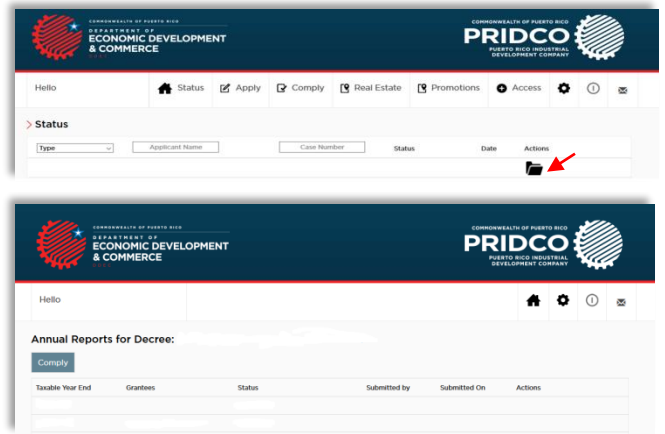 COMMONWEALTH OF PUERTO RICO
DEPARTMENT OF
ECONOMIC DEVELOPMENT
& COMMERCE
COMMONWEALTH OF PUERTO RICO
PRIDCO
PUERTO RICO INDUSTRIAL
DEVELOPMENT COMPANY
Hello Status Apply Comply Real Estate Promotions Access
Status
Type Applicant Name Case Number Status Date Actions
COMMONWEALTH OF PUERTO RICO
DEPARTMENT OF
ECONOMIC DEVELOPMENT
& COMMERCE
COMMONWEALTH OF PUERTO RICO
PRIDCO
PUERTO RICO INDUSTRIAL
DEVELOPMENT COMPANY
Hello
Annual Reports for Decree:
Comply
Taxable Year End Grantees Status Submitted by Submitted On Actions